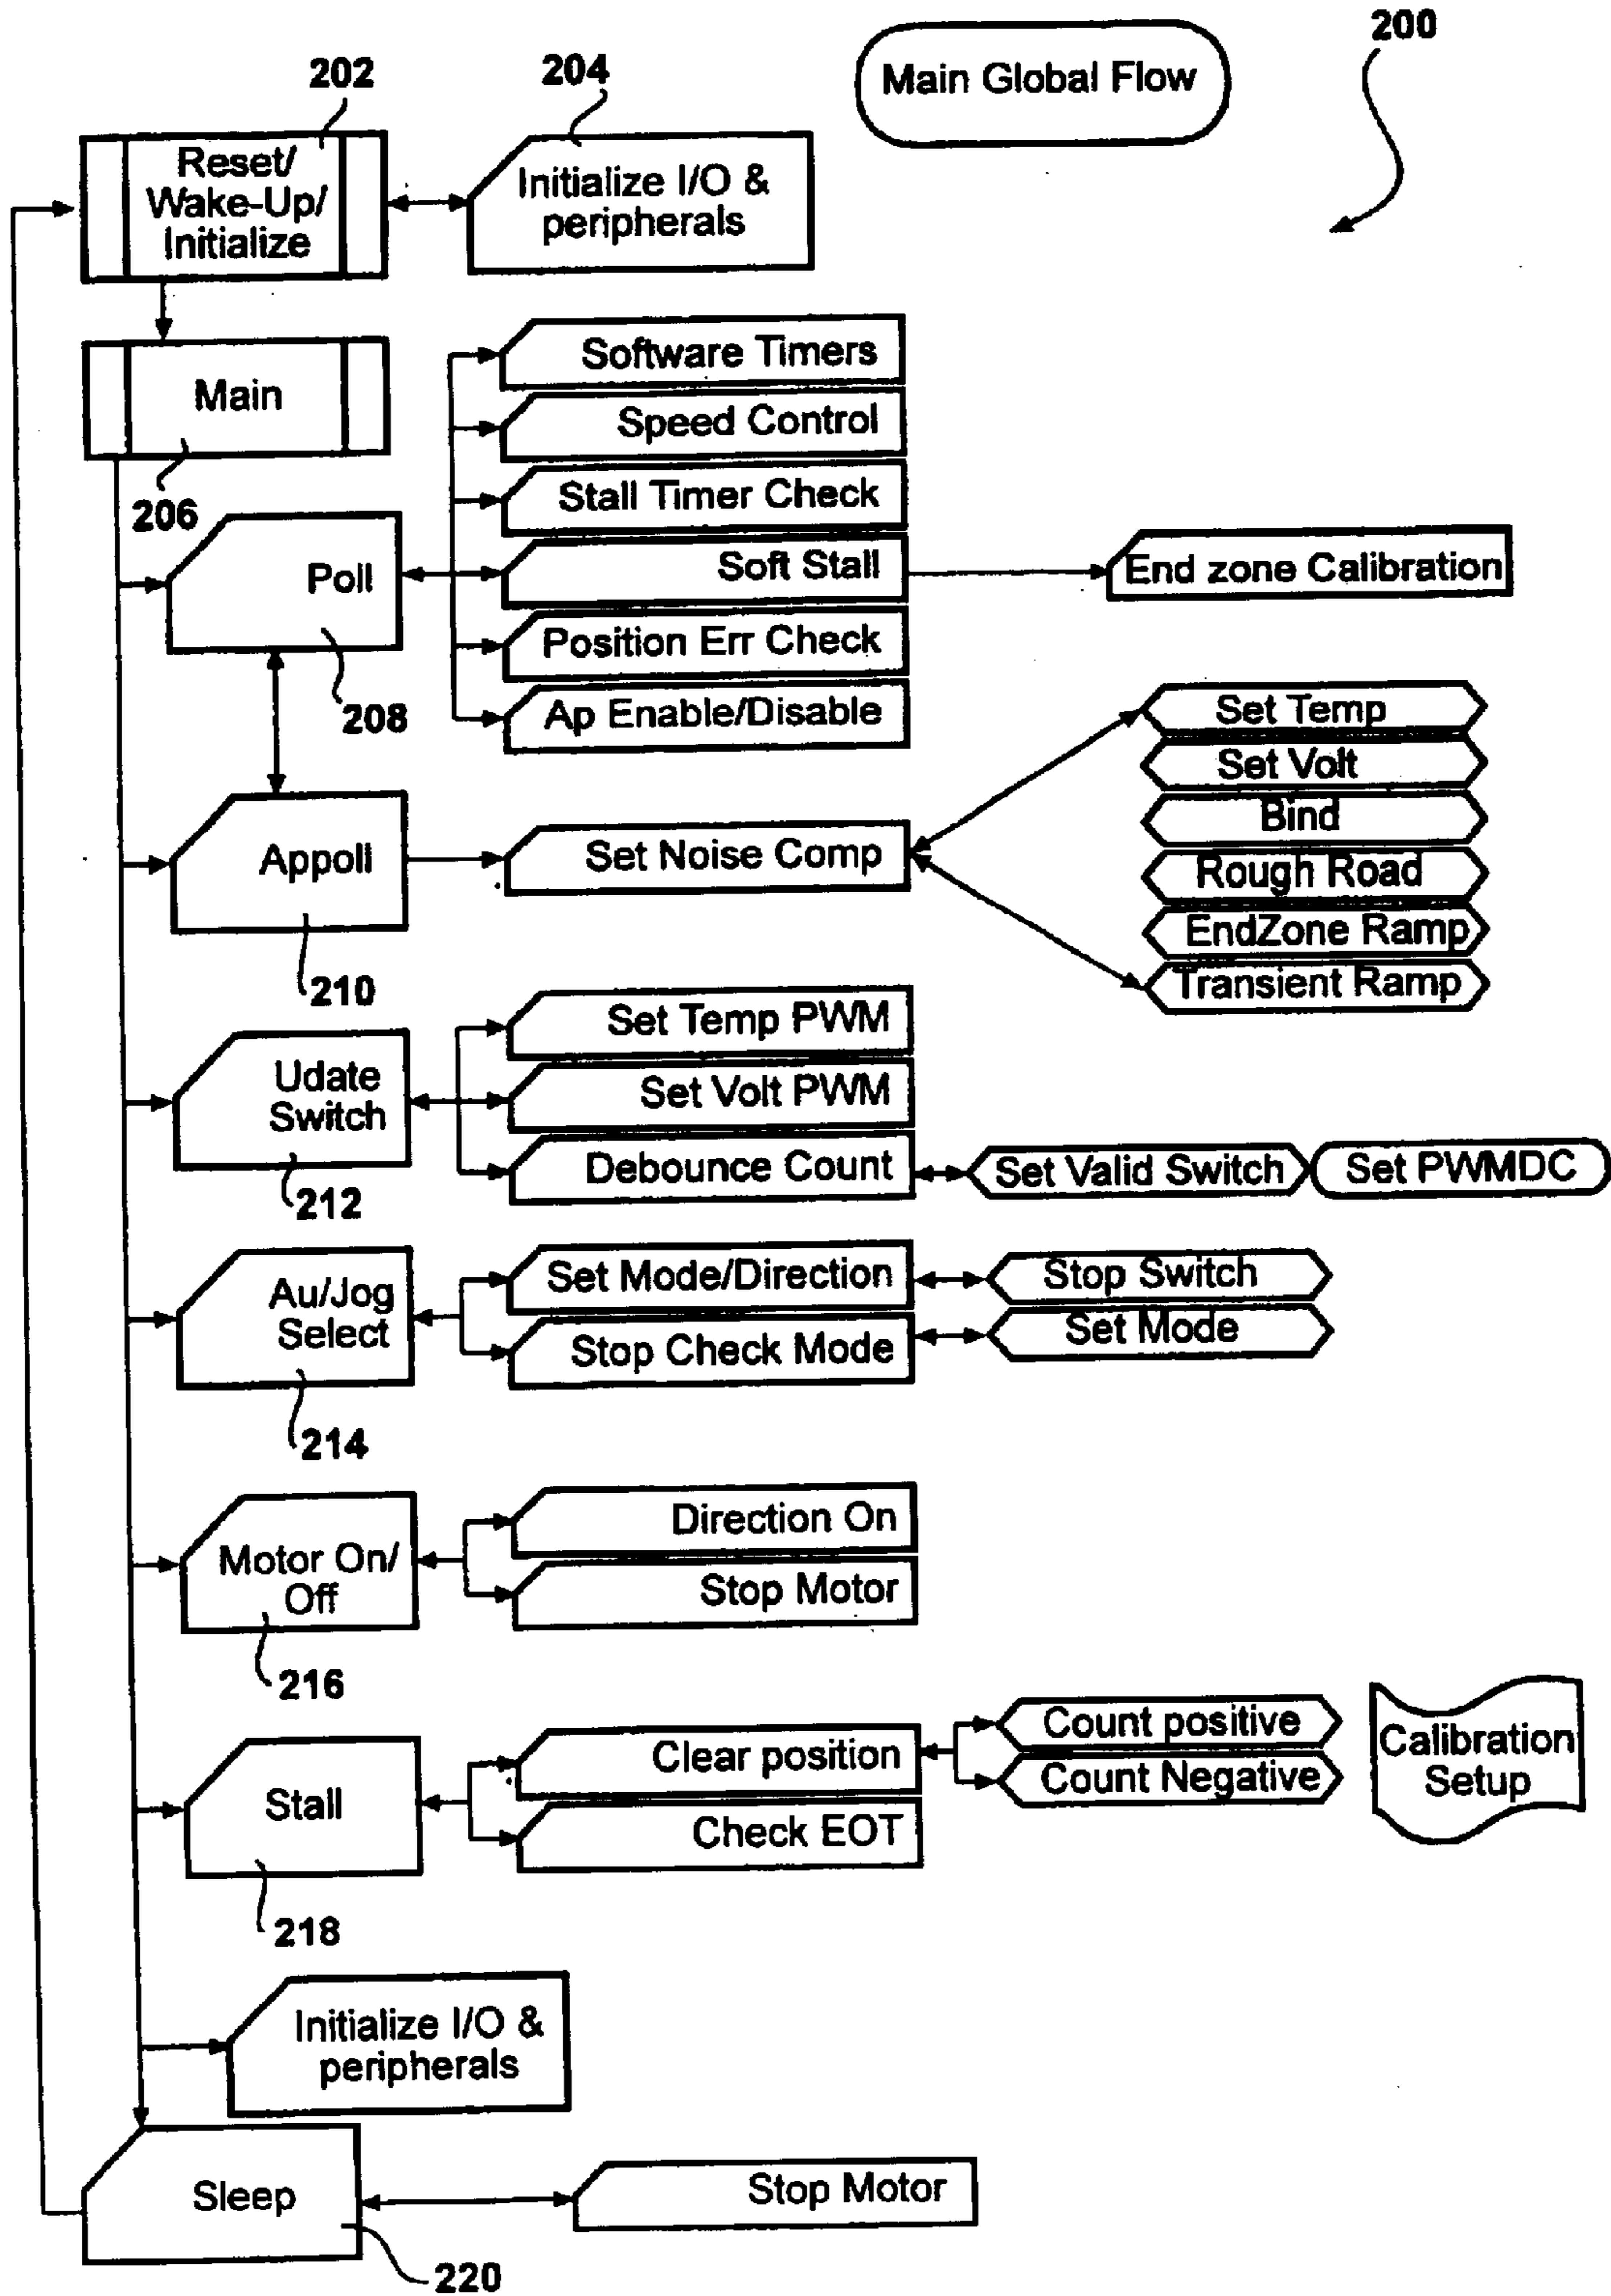 200
Main Global Flow
202
204
Reset/
Wake-Up/
Initialize
Initialize I/O &
peripherals
Main
206
Software Timers
Speed Control
Stall Timer Check
Poll
Soft Stall
End zone Calibration
Position Err Check
208
Ap Enable/Disable
Set Temp
Set Volt
Bind
Appoll
Set Noise Comp
Rough Road
EndZone Ramp
210
Transient Ramp
Set Temp PWM
Udate
Switch
Set Volt PWM
Debounce Count
Set Valid Switch
Set PWMDC
212
Au/Jog
Select
Set Mode/Direction
Stop Switch
Stop Check Mode
Set Mode
214
Motor On/
Off
Direction On
Stop Motor
216
Stall
Clear position
Count positive
Count Negative
Calibration
Setup
Check EOT
218
Initialize I/O &
peripherals
Sleep
Stop Motor
220